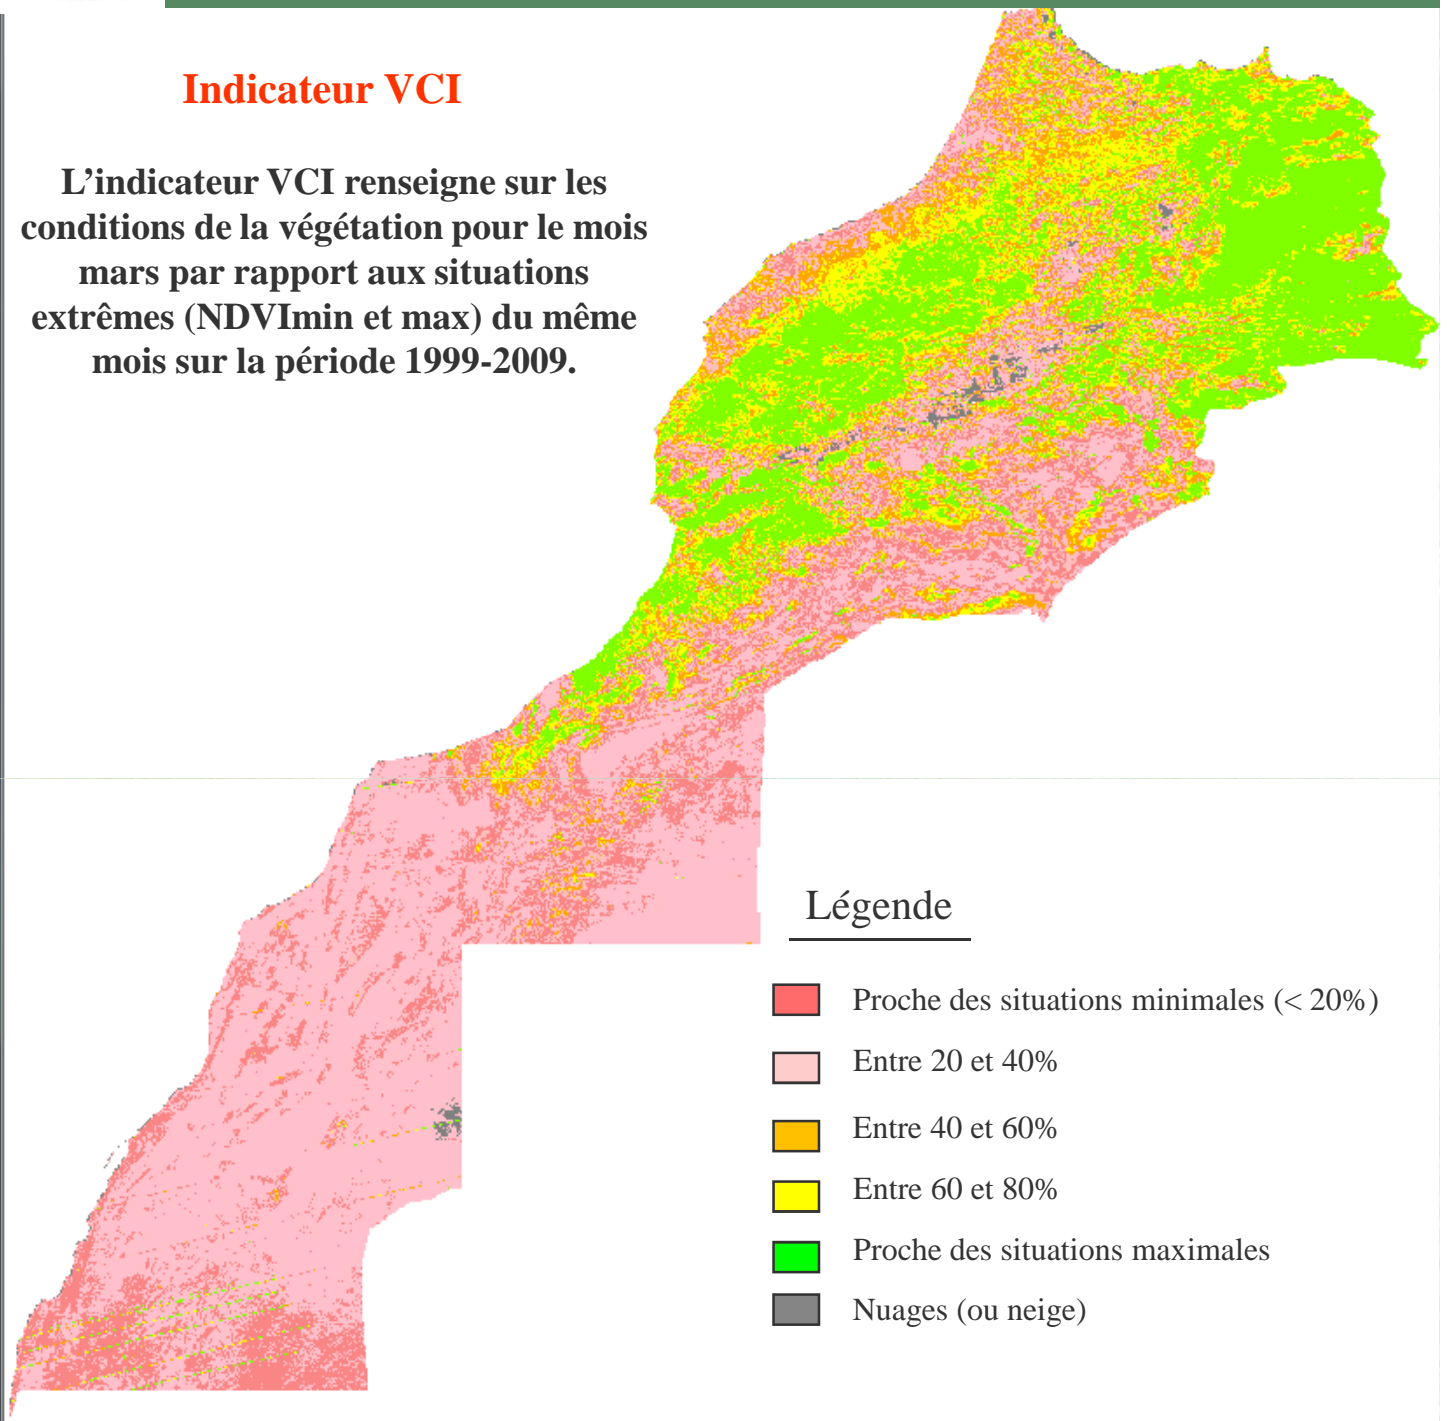 Indicateur VCI
L’indicateur VCI renseigne sur les
conditions de la végétation pour le mois
mars par rapport aux situations
extrêmes (NDVImin et max) du même
mois sur la période 1999-2009.
Légende
Proche des situations minimales (< 20%)
Entre 20 et 40%
Entre 40 et 60%
Entre 60 et 80%
Proche des situations maximales
Nuages (ou neige)